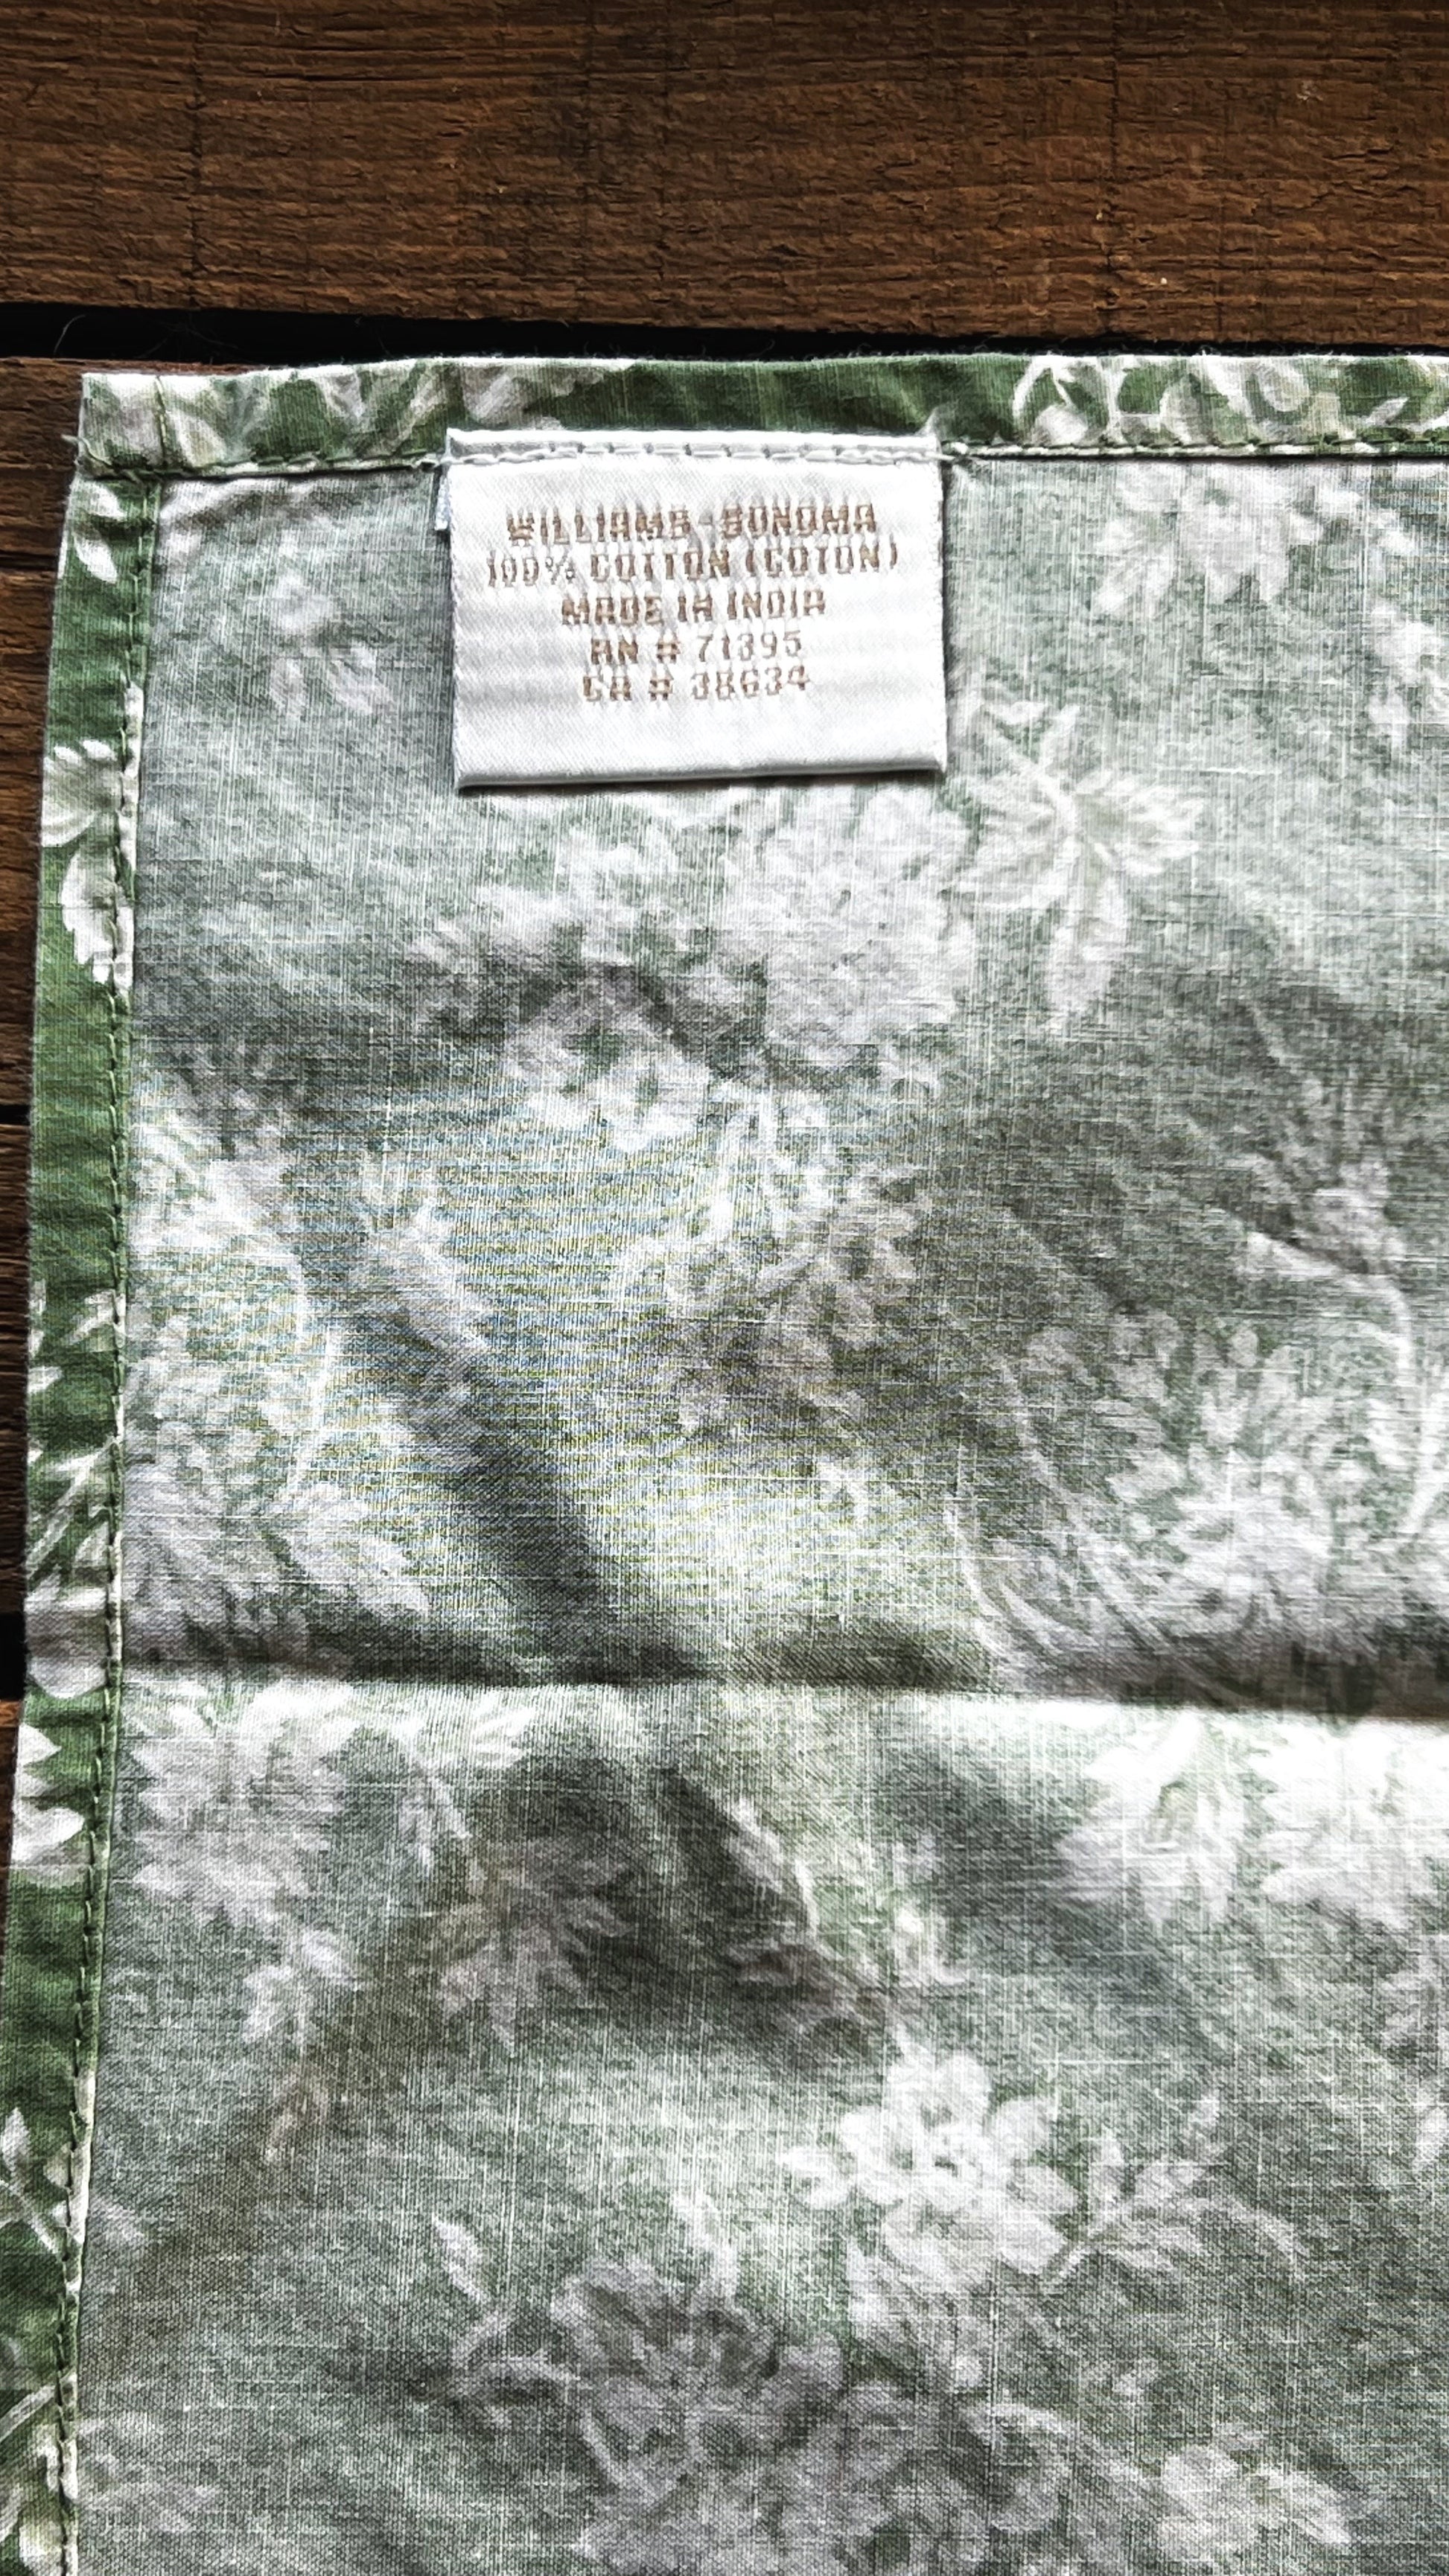 WILLIAMS-SONOMA
100% COTTON (COTON)
MADE IN INDIA
RN # 71395
CA # 38634